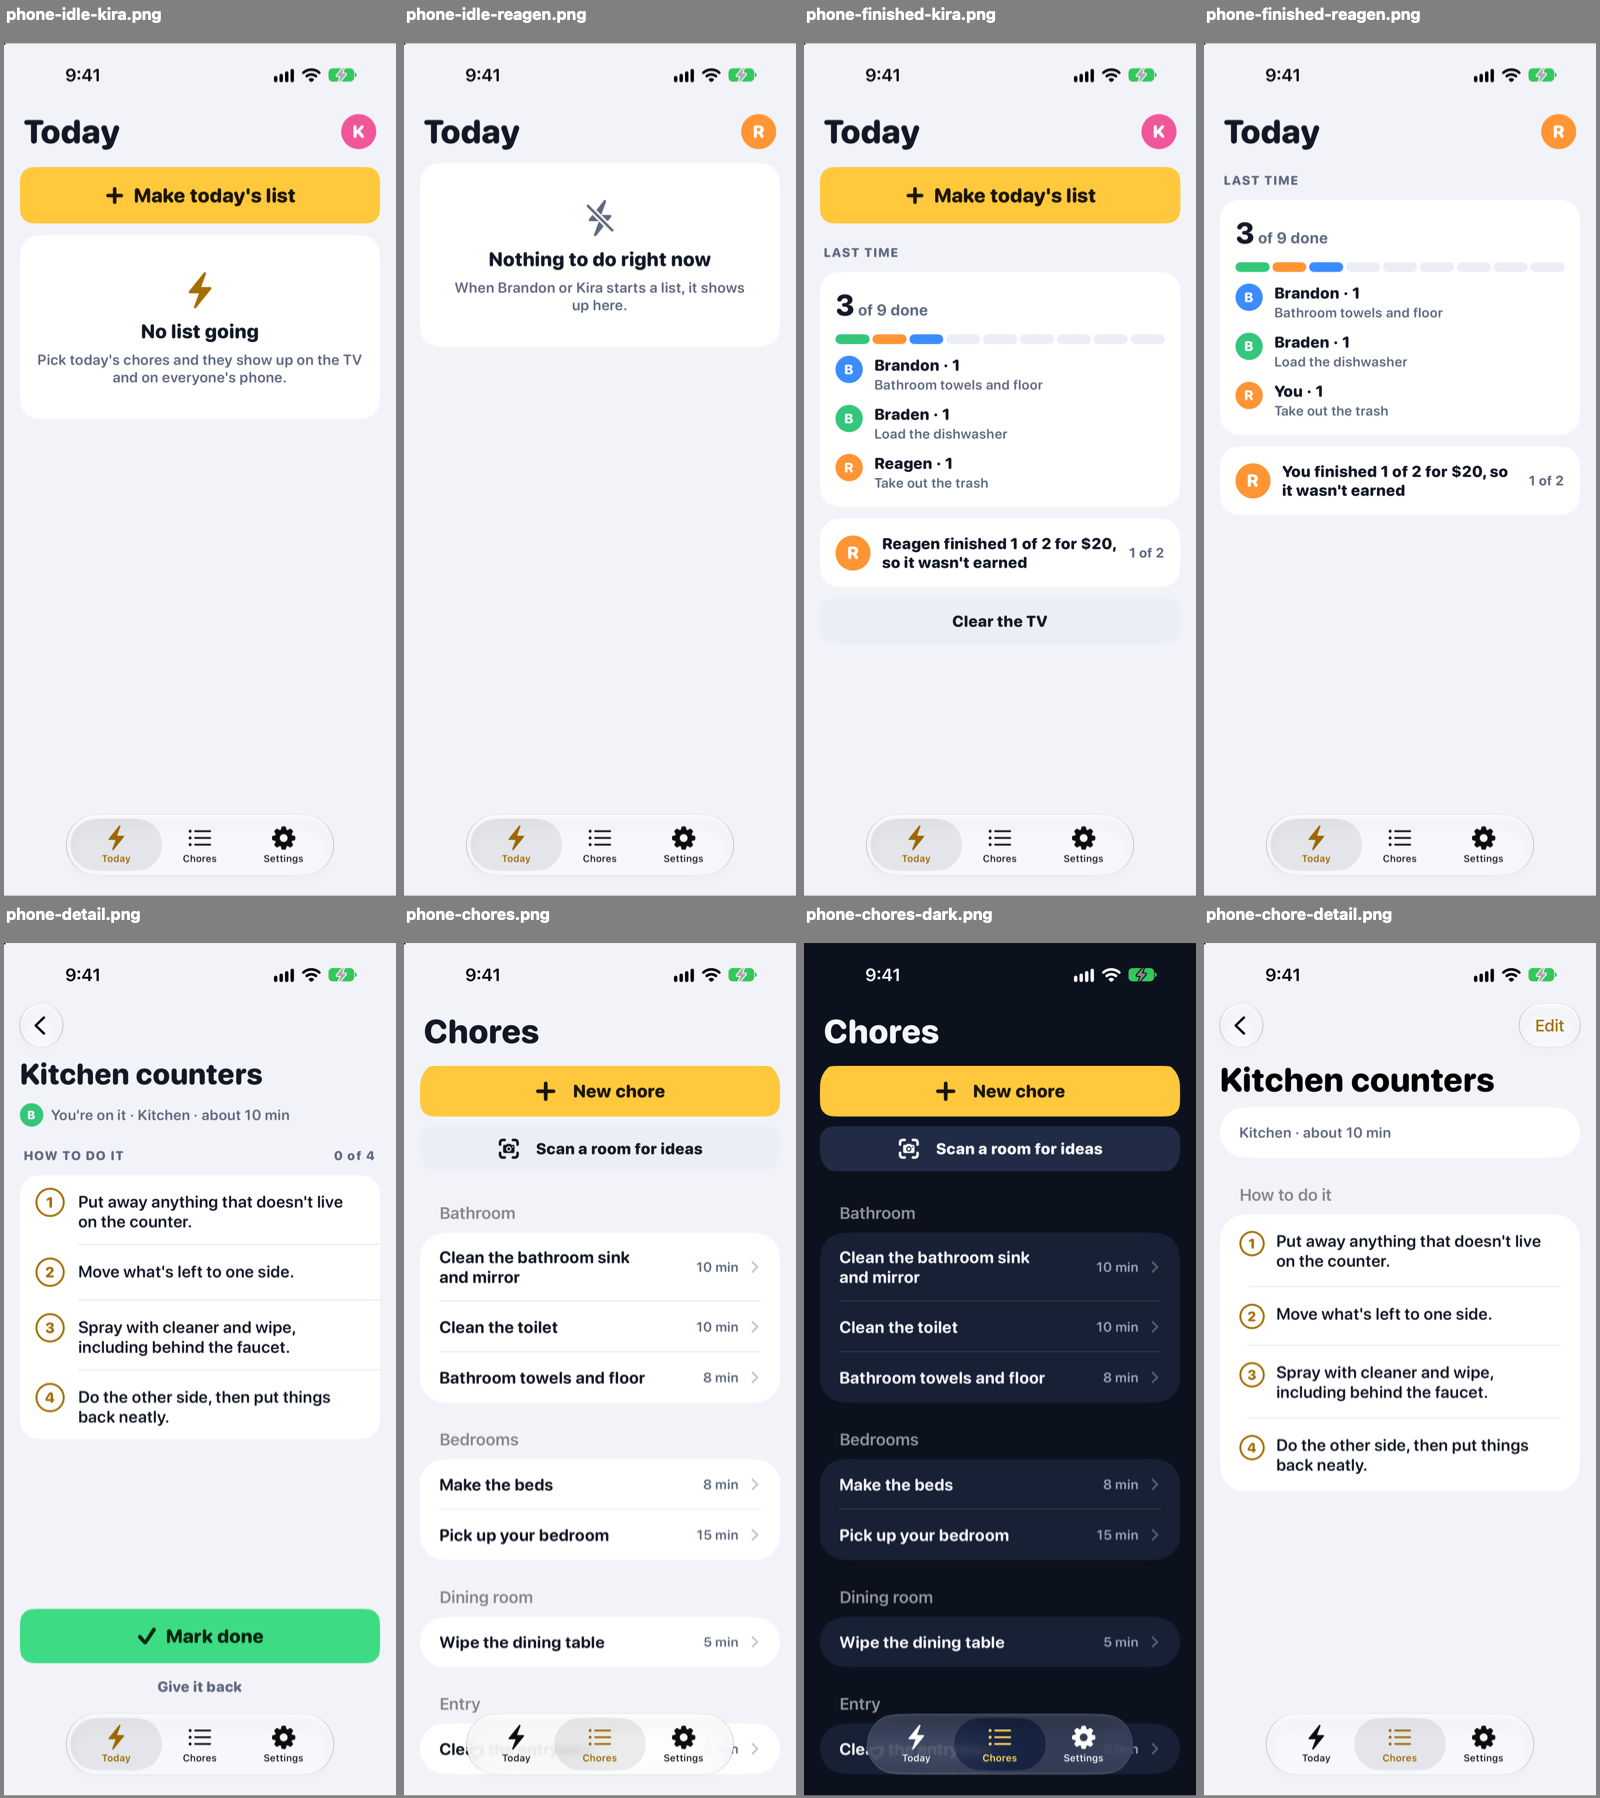 phone-idle-kira.png
9:41
Today
K
Make today's list
No list going
Pick today's chores and they show up on the TV
and on everyone's phone.
Today
Chores
Settings
phone-idle-reagen.png
9:41
Today
R
Nothing to do right now
When Brandon or Kira starts a list, it shows
up here.
Today
Chores
Settings
phone-finished-kira.png
9:41
Today
K
Make today's list
LAST TIME
3 of 9 done
B
Brandon · 1
Bathroom towels and floor
B
Braden · 1
Load the dishwasher
R
Reagen · 1
Take out the trash
R
Reagen finished 1 of 2 for $20,
so it wasn't earned
1 of 2
Clear the TV
Today
Chores
Settings
phone-finished-reagen.png
9:41
Today
R
LAST TIME
3 of 9 done
B
Brandon · 1
Bathroom towels and floor
B
Braden · 1
Load the dishwasher
R
You · 1
Take out the trash
R
You finished 1 of 2 for $20, so
it wasn't earned
1 of 2
Today
Chores
Settings
phone-detail.png
9:41
Kitchen counters
B
You're on it · Kitchen · about 10 min
HOW TO DO IT
0 of 4
1
Put away anything that doesn't live
on the counter.
2
Move what's left to one side.
3
Spray with cleaner and wipe,
including behind the faucet.
4
Do the other side, then put things
back neatly.
Mark done
Give it back
Today
Chores
Settings
phone-chores.png
9:41
Chores
New chore
Scan a room for ideas
Bathroom
Clean the bathroom sink
and mirror
10 min
Clean the toilet
10 min
Bathroom towels and floor
8 min
Bedrooms
Make the beds
8 min
Pick up your bedroom
15 min
Dining room
Wipe the dining table
5 min
Entry
Today
Chores
Settings
phone-chores-dark.png
9:41
Chores
New chore
Scan a room for ideas
Bathroom
Clean the bathroom sink
and mirror
10 min
Clean the toilet
10 min
Bathroom towels and floor
8 min
Bedrooms
Make the beds
8 min
Pick up your bedroom
15 min
Dining room
Wipe the dining table
5 min
Entry
Today
Chores
Settings
phone-chore-detail.png
9:41
Edit
Kitchen counters
Kitchen · about 10 min
How to do it
1
Put away anything that doesn't live
on the counter.
2
Move what's left to one side.
3
Spray with cleaner and wipe,
including behind the faucet.
4
Do the other side, then put things
back neatly.
Today
Chores
Settings